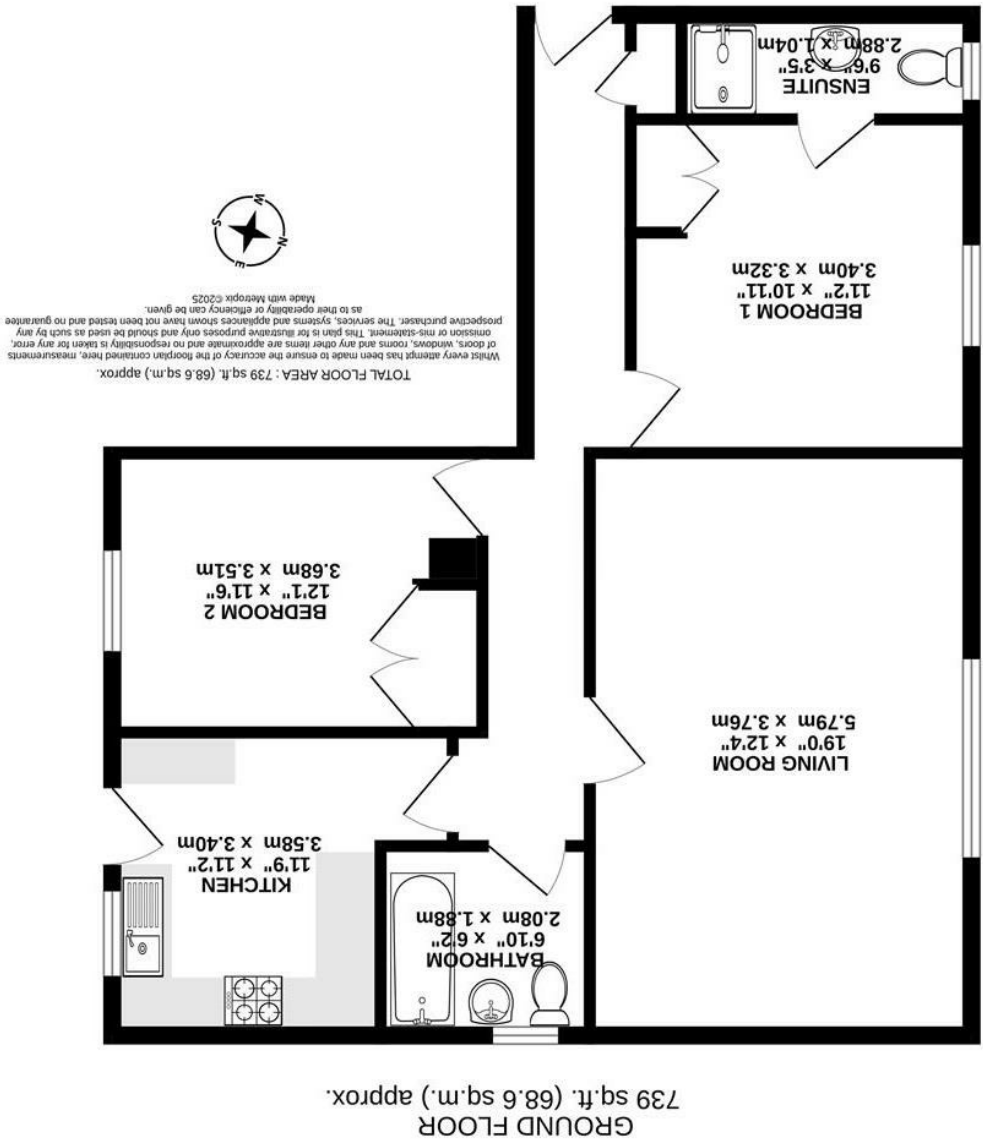 GROUND FLOOR
739 sq.ft. (68.6 sq.m.) approx.
BATHROOM
6'10" x 6'2"
2.08m x 1.88m
KITCHEN
11'9" x 11'2"
3.58m x 3.40m
LIVING ROOM
19'0" x 12'4"
5.79m x 3.76m
BEDROOM 2
12'1" x 11'6"
3.68m x 3.51m
BEDROOM 1
11'2" x 10'11"
3.40m x 3.32m
ENSUITE
9'6" x 3'5"
2.88m x 1.04m
TOTAL FLOOR AREA : 739 sq.ft. (68.6 sq.m.) approx.
Whilst every attempt has been made to ensure the accuracy of the floorplan contained here, measurements
of doors, windows, rooms and any other items are approximate and no responsibility is taken for any error,
omission or mis-statement. This plan is for illustrative purposes only and should be used as such by any
prospective purchaser. The services, systems and appliances shown have not been tested and no guarantee
as to their operability or efficiency can be given.
Made with Metropix ©2025
E
N
S
W